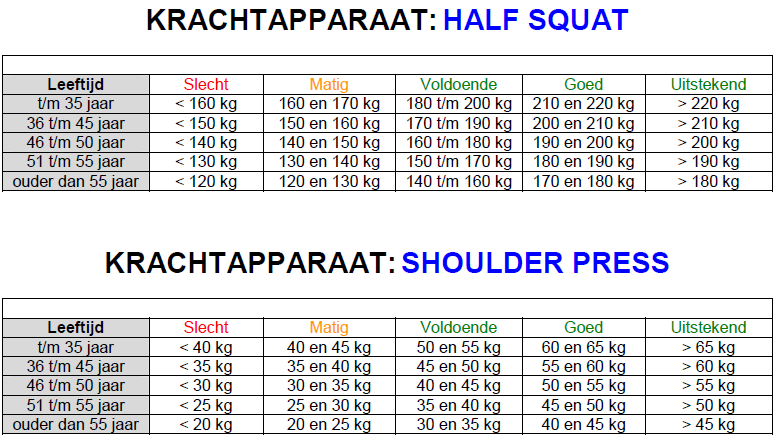 KRACHTAPPARAAT: HALF SQUAT
Leeftijd Slecht Matig Voldoende Goed Uitstekend
t/m 35 jaar < 160 kg 160 en 170 kg 180 t/m 200 kg 210 en 220 kg > 220 kg
36 t/m 45 jaar < 150 kg 150 en 160 kg 170 t/m 190 kg 200 en 210 kg > 210 kg
46 t/m 50 jaar < 140 kg 140 en 150 kg 160 t/m 180 kg 190 en 200 kg > 200 kg
51 t/m 55 jaar < 130 kg 130 en 140 kg 150 t/m 170 kg 180 en 190 kg > 190 kg
ouder dan 55 jaar < 120 kg 120 en 130 kg 140 t/m 160 kg 170 en 180 kg > 180 kg
KRACHTAPPARAAT: SHOULDER PRESS
Leeftijd Slecht Matig Voldoende Goed Uitstekend
t/m 35 jaar < 40 kg 40 en 45 kg 50 en 55 kg 60 en 65 kg > 65 kg
36 t/m 45 jaar < 35 kg 35 en 40 kg 45 en 50 kg 55 en 60 kg > 60 kg
46 t/m 50 jaar < 30 kg 30 en 35 kg 40 en 45 kg 50 en 55 kg > 55 kg
51 t/m 55 jaar < 25 kg 25 en 30 kg 35 en 40 kg 45 en 50 kg > 50 kg
ouder dan 55 jaar < 20 kg 20 en 25 kg 30 en 35 kg 40 en 45 kg > 45 kg